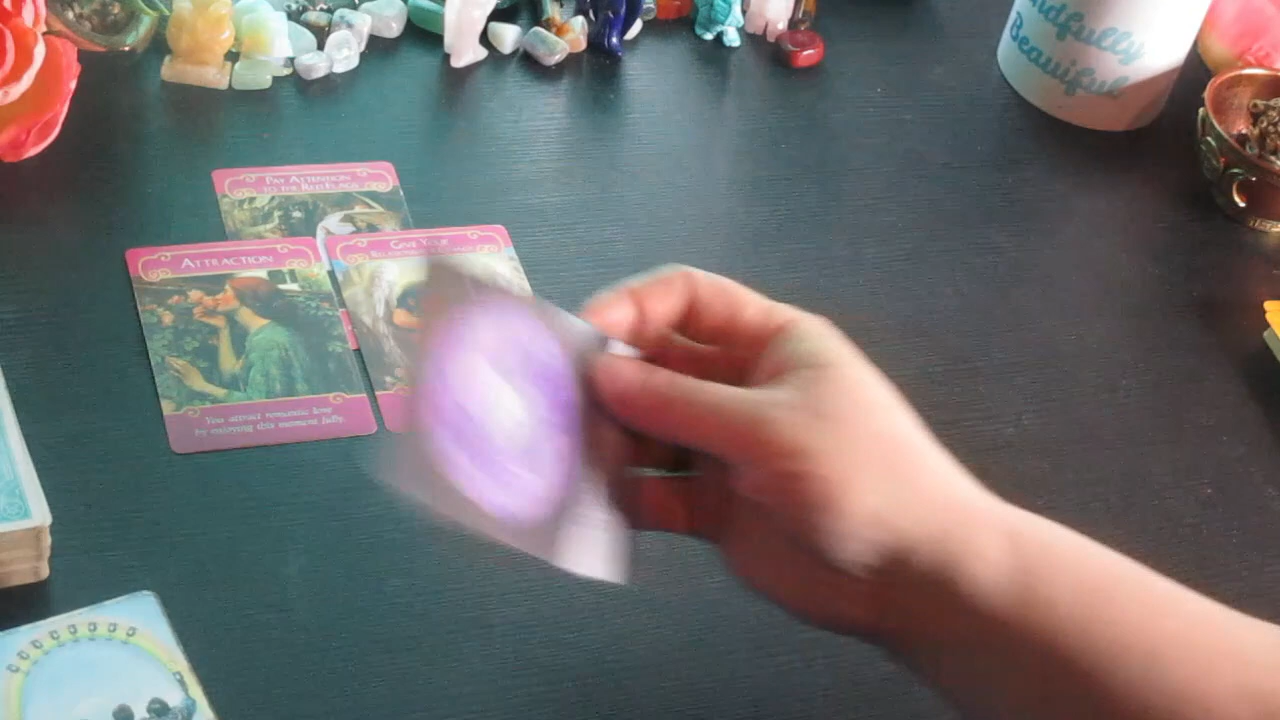 ndfully
Beautiful
PAY ATTENTION
TO THE RED FLAGS
GIVE YOUR
ATTRACTION
You attract romantic love
by enjoying this moment fully.